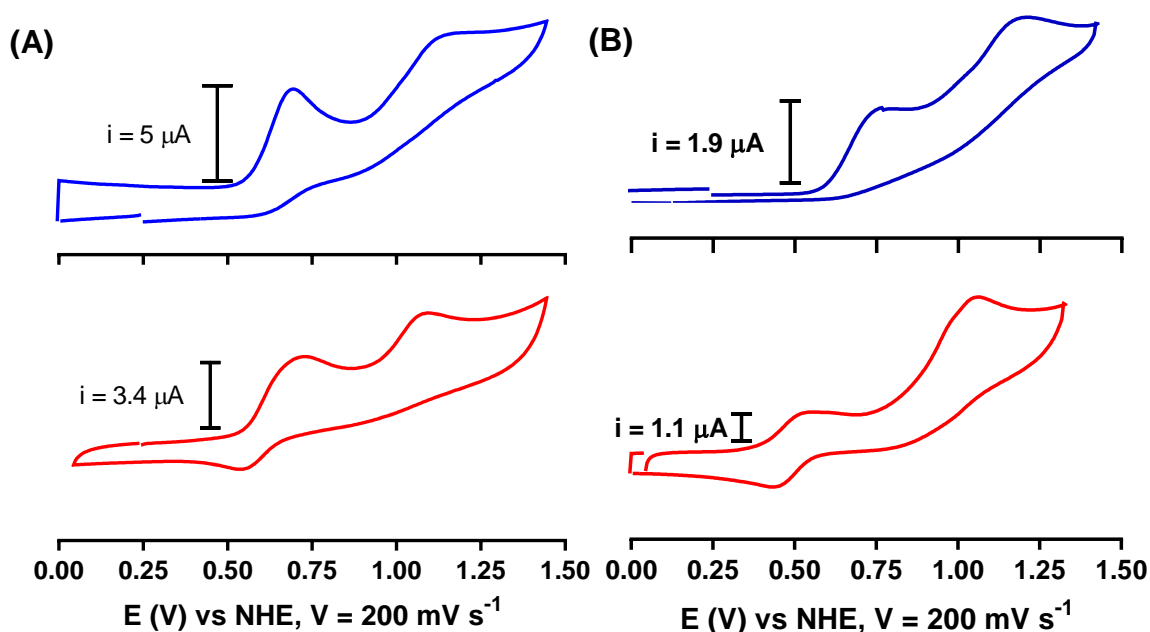 (A)
i = 5 μA
i = 3.4 μA
0.00 0.25 0.50 0.75 1.00 1.25 1.50
E (V) vs NHE, V = 200 mV s⁻¹
(B)
i = 1.9 μA
i = 1.1 μA
0.00 0.25 0.50 0.75 1.00 1.25 1.50
E (V) vs NHE, V = 200 mV s⁻¹